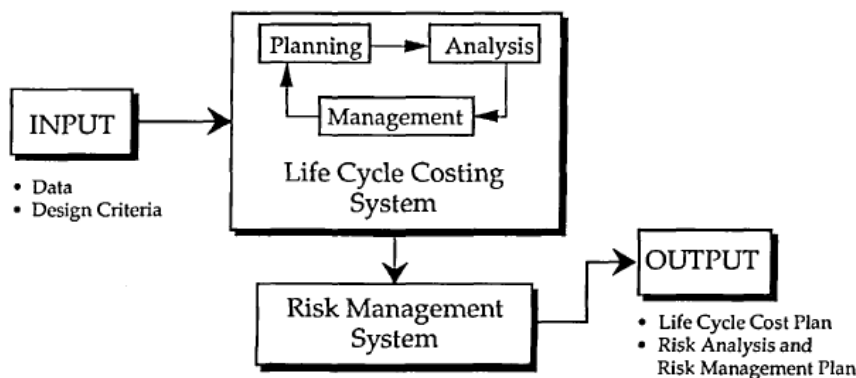 Planning
Analysis
Management
Life Cycle Costing
System
INPUT
• Data
• Design Criteria
Risk Management
System
OUTPUT
• Life Cycle Cost Plan
• Risk Analysis and
Risk Management Plan